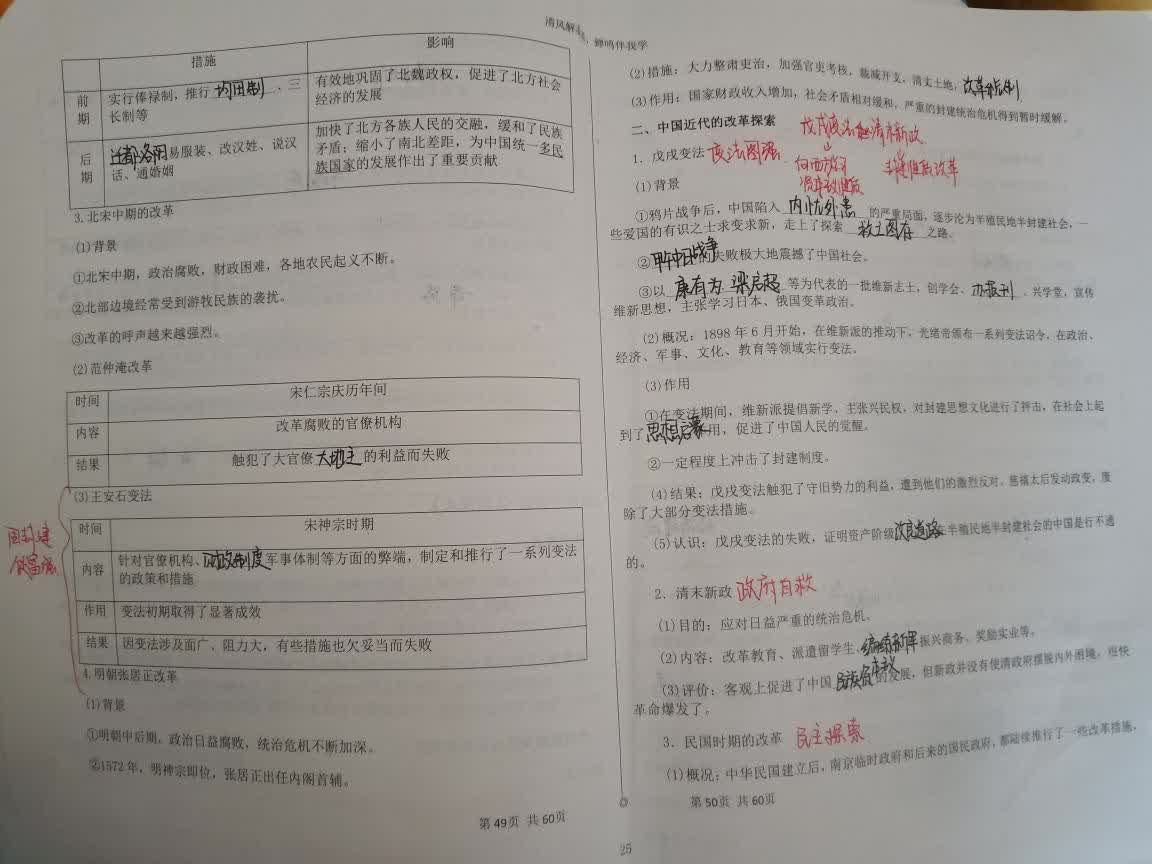 清风解 ，蝉鸣伴我学
措施 影响
前期 实行俸禄制，推行 均田制 、三长制等 有效地巩固了北魏政权，促进了北方社会经济的发展
后期 迁都洛阳 易服装、改汉姓、说汉话、通婚姻 加快了北方各族人民的交融，缓和了民族矛盾；缩小了南北差距，为中国统一多民族国家的发展作出了重要贡献
3.北宋中期的改革
(1)背景
①北宋中期，政治腐败，财政困难，各地农民起义不断。
②北部边境经常受到游牧民族的袭扰。
③改革的呼声越来越强烈。
(2)范仲淹改革
时间 宋仁宗庆历年间
内容 改革腐败的官僚机构
结果 触犯了大官僚大地主的利益而失败
(3)王安石变法
时间 宋神宗时期
内容 针对官僚机构、财政制度军事体制等方面的弊端，制定和推行了一系列变法
的政策和措施
作用 变法初期取得了显著成效
结果 因变法涉及面广、阻力大，有些措施也欠妥当而失败
4.明朝张居正改革
(1)背景
①明朝中后期，政治日益腐败，统治危机不断加深。
②1572年，明神宗即位，张居正出任内阁首辅。
第49页 共60页
(2)措施：大力整肃吏治，加强官吏考核，裁减开支，清丈土地，改革税制
(3)作用：国家财政收入增加，社会矛盾相对缓和，严重的封建统治危机得到暂时缓解。
二、中国近代的改革探索 戊戌变法 清末新政
1．戊戌变法 变法图强 向西方学习
(1)背景
①鸦片战争后，中国陷入 内忧外患 的严重局面，逐步沦为半殖民地半封建社会，一
些爱国的有识之士求变求新，走上了探索 救亡图存 之路。
②甲午中日战争的失败极大地震撼了中国社会。
③以 康有为 梁启超 等为代表的一批维新志士，创学会、办报刊 、兴学堂，宣传
维新思想，主张学习日本、俄国变革政治。
(2)概况：1898年6月开始，在维新派的推动下，光绪帝颁布一系列变法诏令，在政治、
经济、军事、文化、教育等领域实行变法。
(3)作用
①在变法期间，维新派提倡新学，主张兴民权，对封建思想文化进行了抨击，在社会上起
到了思想启蒙作用，促进了中国人民的觉醒。
②一定程度上冲击了封建制度。
(4)结果：戊戌变法触犯了守旧势力的利益，遭到他们的激烈反对。慈禧太后发动政变，废
除了大部分变法措施。
(5)认识：戊戌变法的失败，证明资产阶级改良道路在半殖民地半封建社会的中国是行不通
的。
2．清末新政 政府自救
(1)目的：应对日益严重的统治危机。
(2)内容：改革教育、派遣留学生、编练新军振兴商务、奖励实业等。
(3)评价：客观上促进了中国民族资本主义的发展，但新政并没有使清政府摆脱内外困境，很快
革命爆发了。
3．民国时期的改革 民主探索
(1)概况：中华民国建立后，南京临时政府和后来的国民政府，都陆续推行了一些改革措施，
第50页 共60页
25